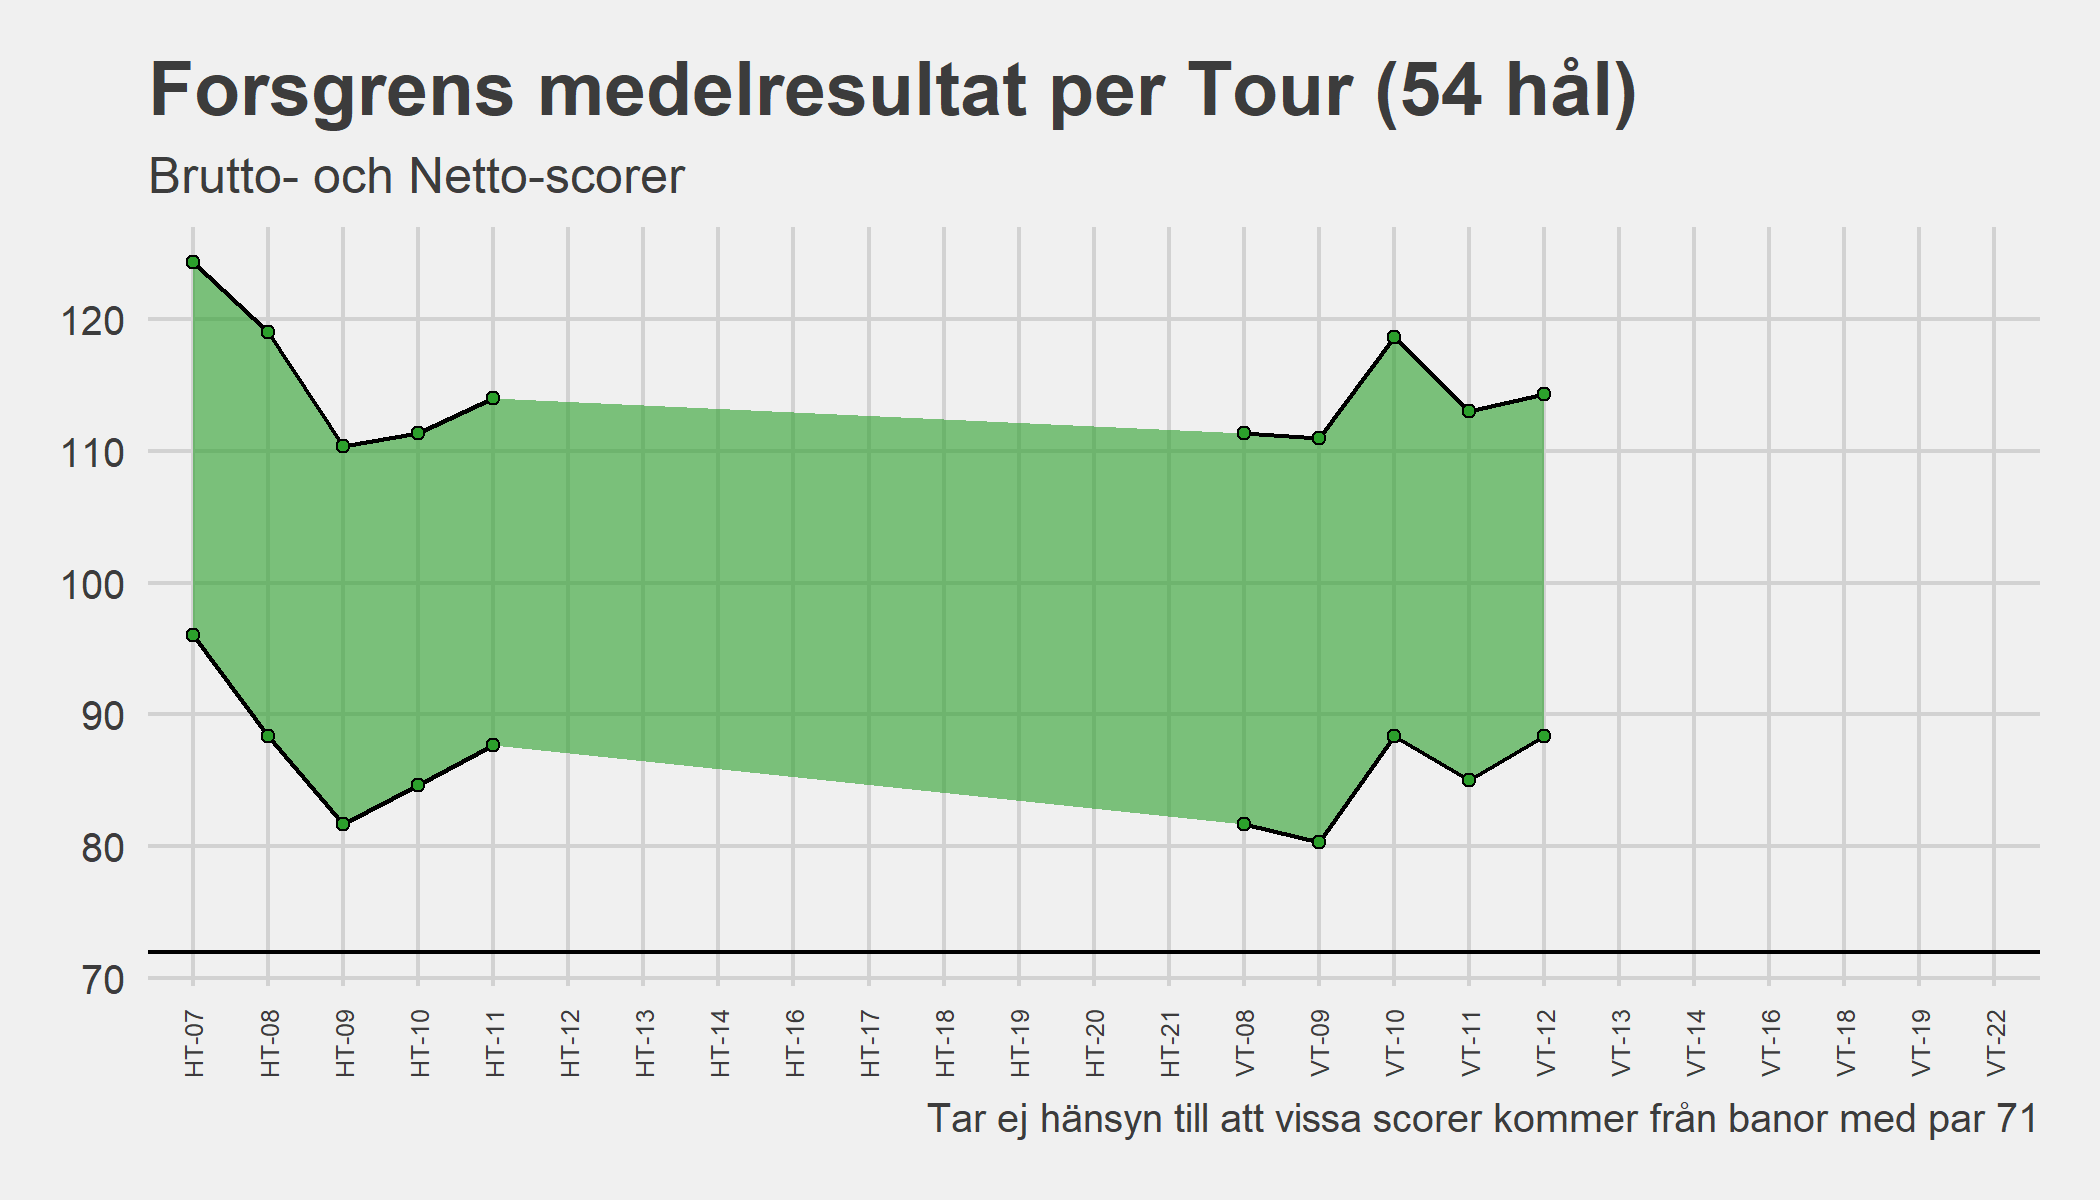 Forsgrens medelresultat per Tour (54 hål)
Brutto- och Netto-scorer
120
110
100
90
80
70
HT-07
HT-08
HT-09
HT-10
HT-11
HT-12
HT-13
HT-14
HT-16
HT-17
HT-18
HT-19
HT-20
HT-21
VT-08
VT-09
VT-10
VT-11
VT-12
VT-13
VT-14
VT-16
VT-18
VT-19
VT-22
Tar ej hänsyn till att vissa scorer kommer från banor med par 71